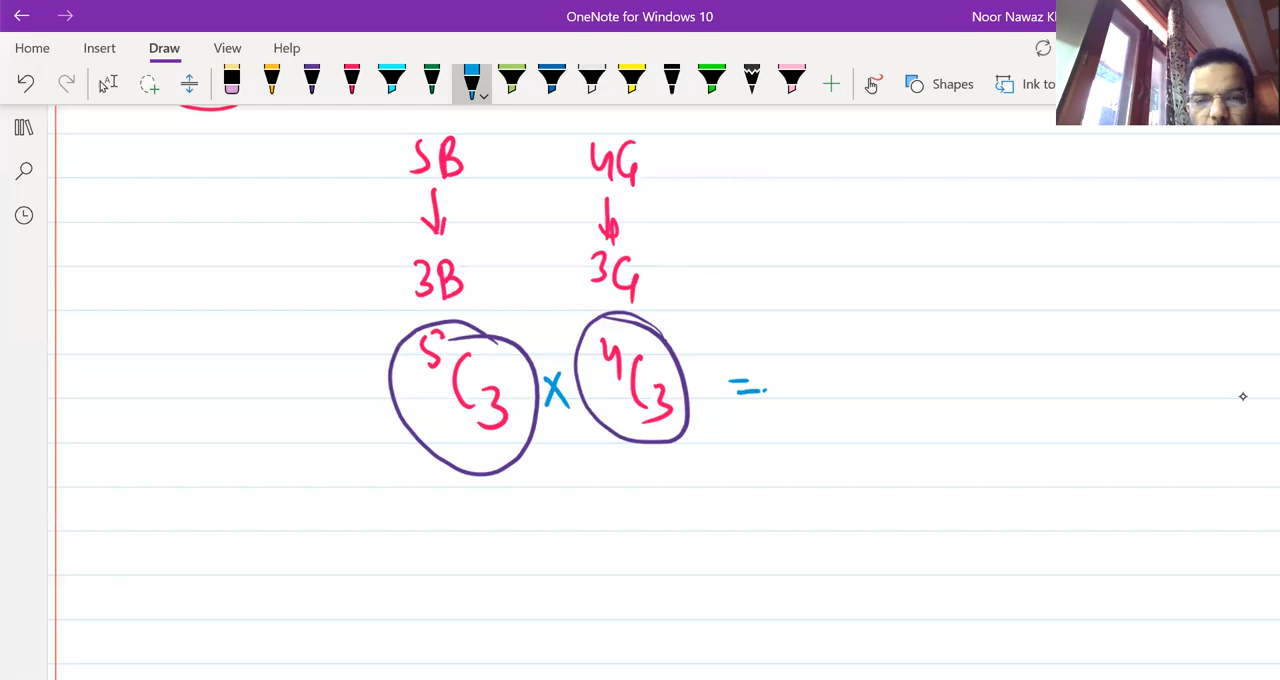 OneNote for Windows 10
Noor Nawaz Kh
Home Insert Draw View Help
Shapes
Ink to
5B 4G
3B 3G
⁵C₃ × ⁴C₃ =